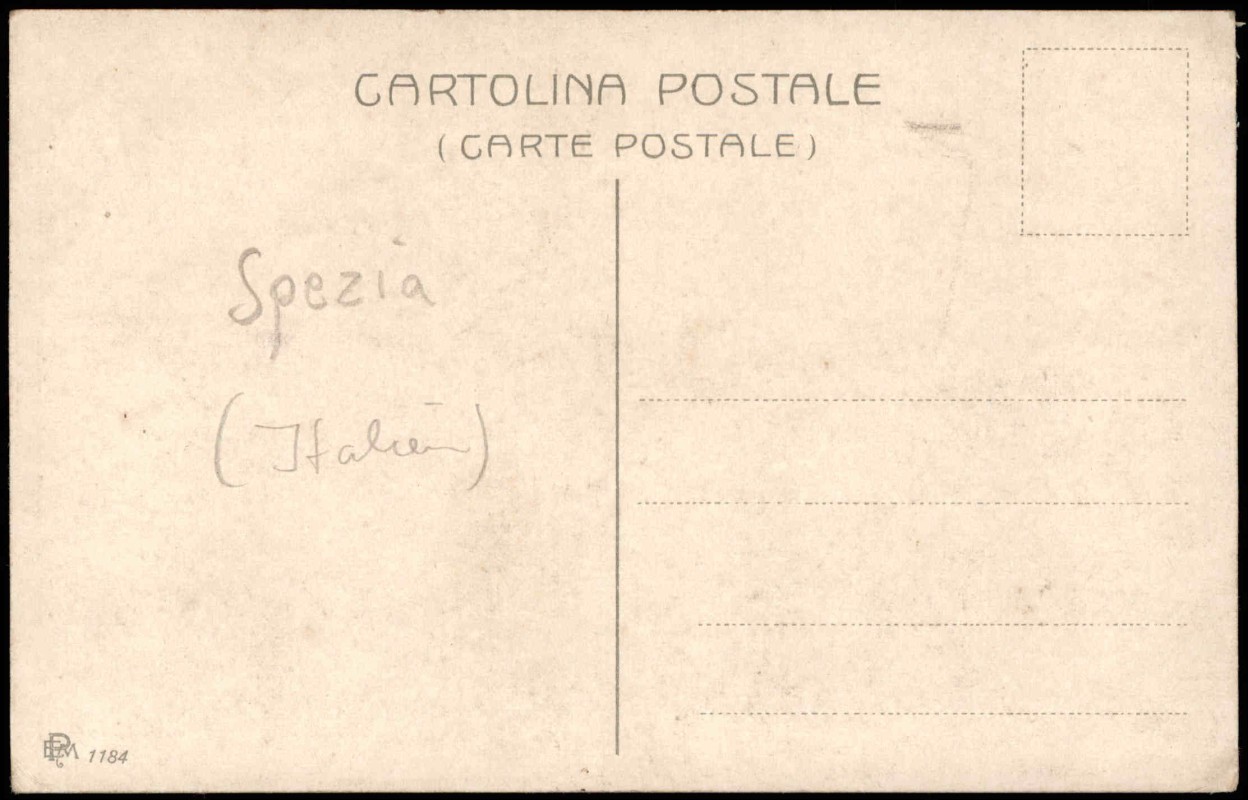 CARTOLINA POSTALE
(CARTE POSTALE)
Spezia
(Italien)
1184